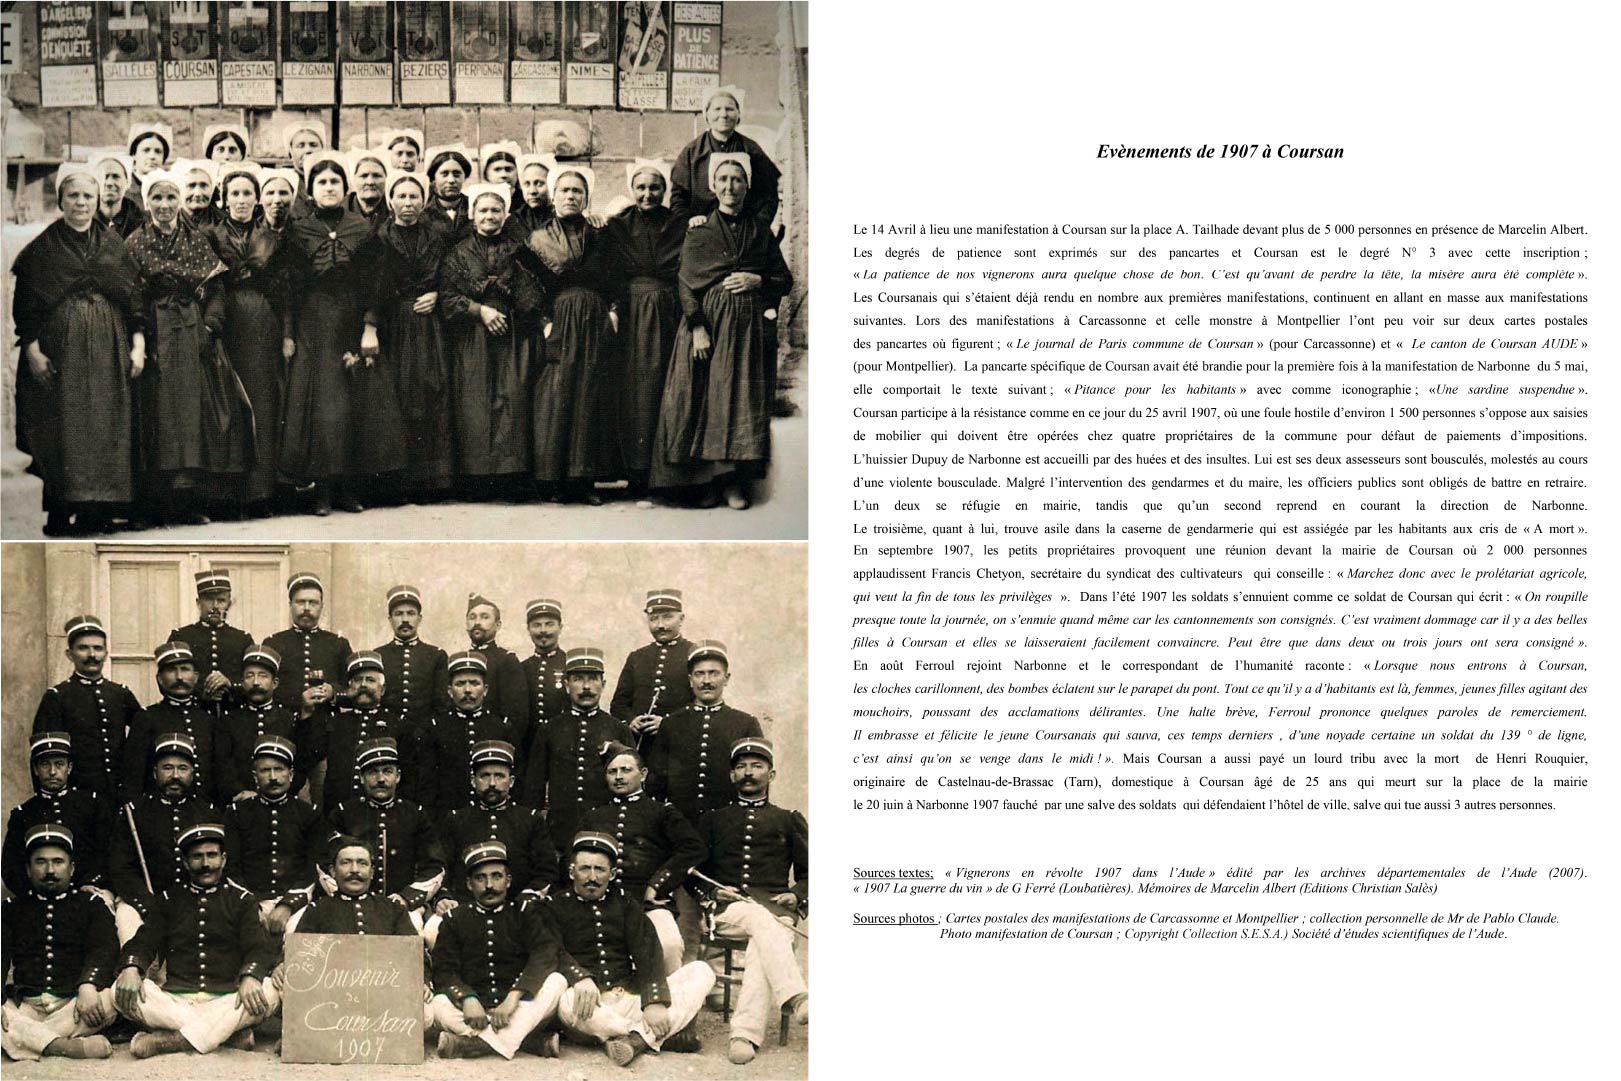 D'ANGELIERS
COMMISSION
D'ENQUÊTE
HISTOIRE VITICOLE DU
DES ACTES
PLUS
DE
PATIENCE
LA FAIM
SALLÈLES COURSAN CAPESTANG LEZIGNAN NARBONNE BEZIERS PERPIGNAN CARCASSONNE NIMES
Souvenir
de
Coursan
1907
Evènements de 1907 à Coursan
Le 14 Avril à lieu une manifestation à Coursan sur la place A. Tailhade devant plus de 5 000 personnes en présence de Marcelin Albert.
Les degrés de patience sont exprimés sur des pancartes et Coursan est le degré N° 3 avec cette inscription ;
« La patience de nos vignerons aura quelque chose de bon. C'est qu'avant de perdre la tête, la misère aura été complète ».
Les Coursanais qui s'étaient déjà rendu en nombre aux premières manifestations, continuent en allant en masse aux manifestations
suivantes. Lors des manifestations à Carcassonne et celle monstre à Montpellier l'ont peu voir sur deux cartes postales
des pancartes où figurent ; « Le journal de Paris commune de Coursan » (pour Carcassonne) et « Le canton de Coursan AUDE »
(pour Montpellier). La pancarte spécifique de Coursan avait été brandie pour la première fois à la manifestation de Narbonne du 5 mai,
elle comportait le texte suivant ; « Pitance pour les habitants » avec comme iconographie ; «Une sardine suspendue ».
Coursan participe à la résistance comme en ce jour du 25 avril 1907, où une foule hostile d'environ 1 500 personnes s'oppose aux saisies
de mobilier qui doivent être opérées chez quatre propriétaires de la commune pour défaut de paiements d'impositions.
L'huissier Dupuy de Narbonne est accueilli par des huées et des insultes. Lui est ses deux assesseurs sont bousculés, molestés au cours
d'une violente bousculade. Malgré l'intervention des gendarmes et du maire, les officiers publics sont obligés de battre en retraire.
L'un deux se réfugie en mairie, tandis que qu'un second reprend en courant la direction de Narbonne.
Le troisième, quant à lui, trouve asile dans la caserne de gendarmerie qui est assiégée par les habitants aux cris de « A mort ».
En septembre 1907, les petits propriétaires provoquent une réunion devant la mairie de Coursan où 2 000 personnes
applaudissent Francis Chetyon, secrétaire du syndicat des cultivateurs qui conseille : « Marchez donc avec le prolétariat agricole,
qui veut la fin de tous les privilèges ». Dans l'été 1907 les soldats s'ennuient comme ce soldat de Coursan qui écrit : « On roupille
presque toute la journée, on s'ennuie quand même car les cantonnements son consignés. C'est vraiment dommage car il y a des belles
filles à Coursan et elles se laisseraient facilement convaincre. Peut être que dans deux ou trois jours ont sera consigné ».
En août Ferroul rejoint Narbonne et le correspondant de l'humanité raconte : « Lorsque nous entrons à Coursan,
les cloches carillonnent, des bombes éclatent sur le parapet du pont. Tout ce qu'il y a d'habitants est là, femmes, jeunes filles agitant des
mouchoirs, poussant des acclamations délirantes. Une halte brève, Ferroul prononce quelques paroles de remerciement.
Il embrasse et félicite le jeune Coursanais qui sauva, ces temps derniers , d'une noyade certaine un soldat du 139 ° de ligne,
c'est ainsi qu'on se venge dans le midi ! ». Mais Coursan a aussi payé un lourd tribu avec la mort de Henri Rouquier,
originaire de Castelnau-de-Brassac (Tarn), domestique à Coursan âgé de 25 ans qui meurt sur la place de la mairie
le 20 juin à Narbonne 1907 fauché par une salve des soldats qui défendaient l'hôtel de ville, salve qui tue aussi 3 autres personnes.
Sources textes; « Vignerons en révolte 1907 dans l'Aude » édité par les archives départementales de l'Aude (2007).
« 1907 La guerre du vin » de G Ferré (Loubatières). Mémoires de Marcelin Albert (Editions Christian Salès)
Sources photos ; Cartes postales des manifestations de Carcassonne et Montpellier ; collection personnelle de Mr de Pablo Claude.
Photo manifestation de Coursan ; Copyright Collection S.E.S.A.) Société d'études scientifiques de l'Aude.